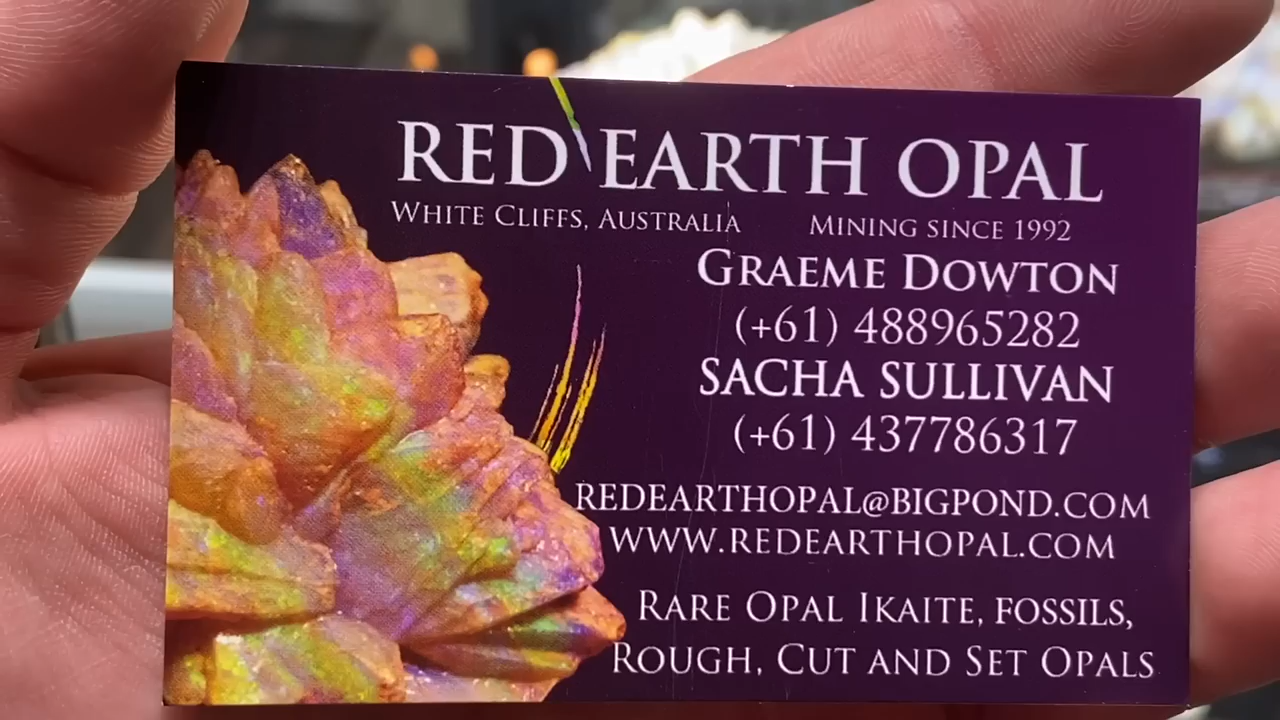 RED EARTH OPAL
WHITE CLIFFS, AUSTRALIA MINING SINCE 1992
GRAEME DOWTON
(+61) 488965282
SACHA SULLIVAN
(+61) 437786317
REDEARTHOPAL@BIGPOND.COM
WWW.REDEARTHOPAL.COM
RARE OPAL IKAITE, FOSSILS,
ROUGH, CUT AND SET OPALS